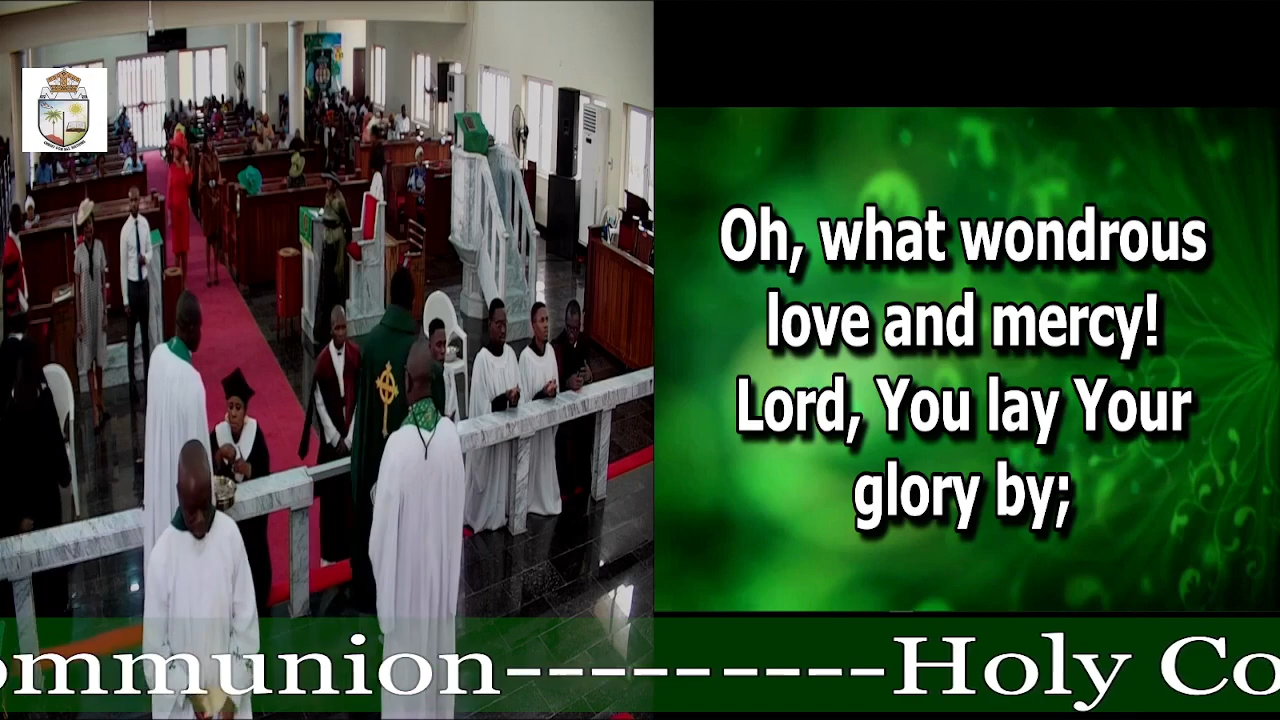 Oh, what wondrous
love and mercy!
Lord, You lay Your
glory by;
ommunion---------Holy Co